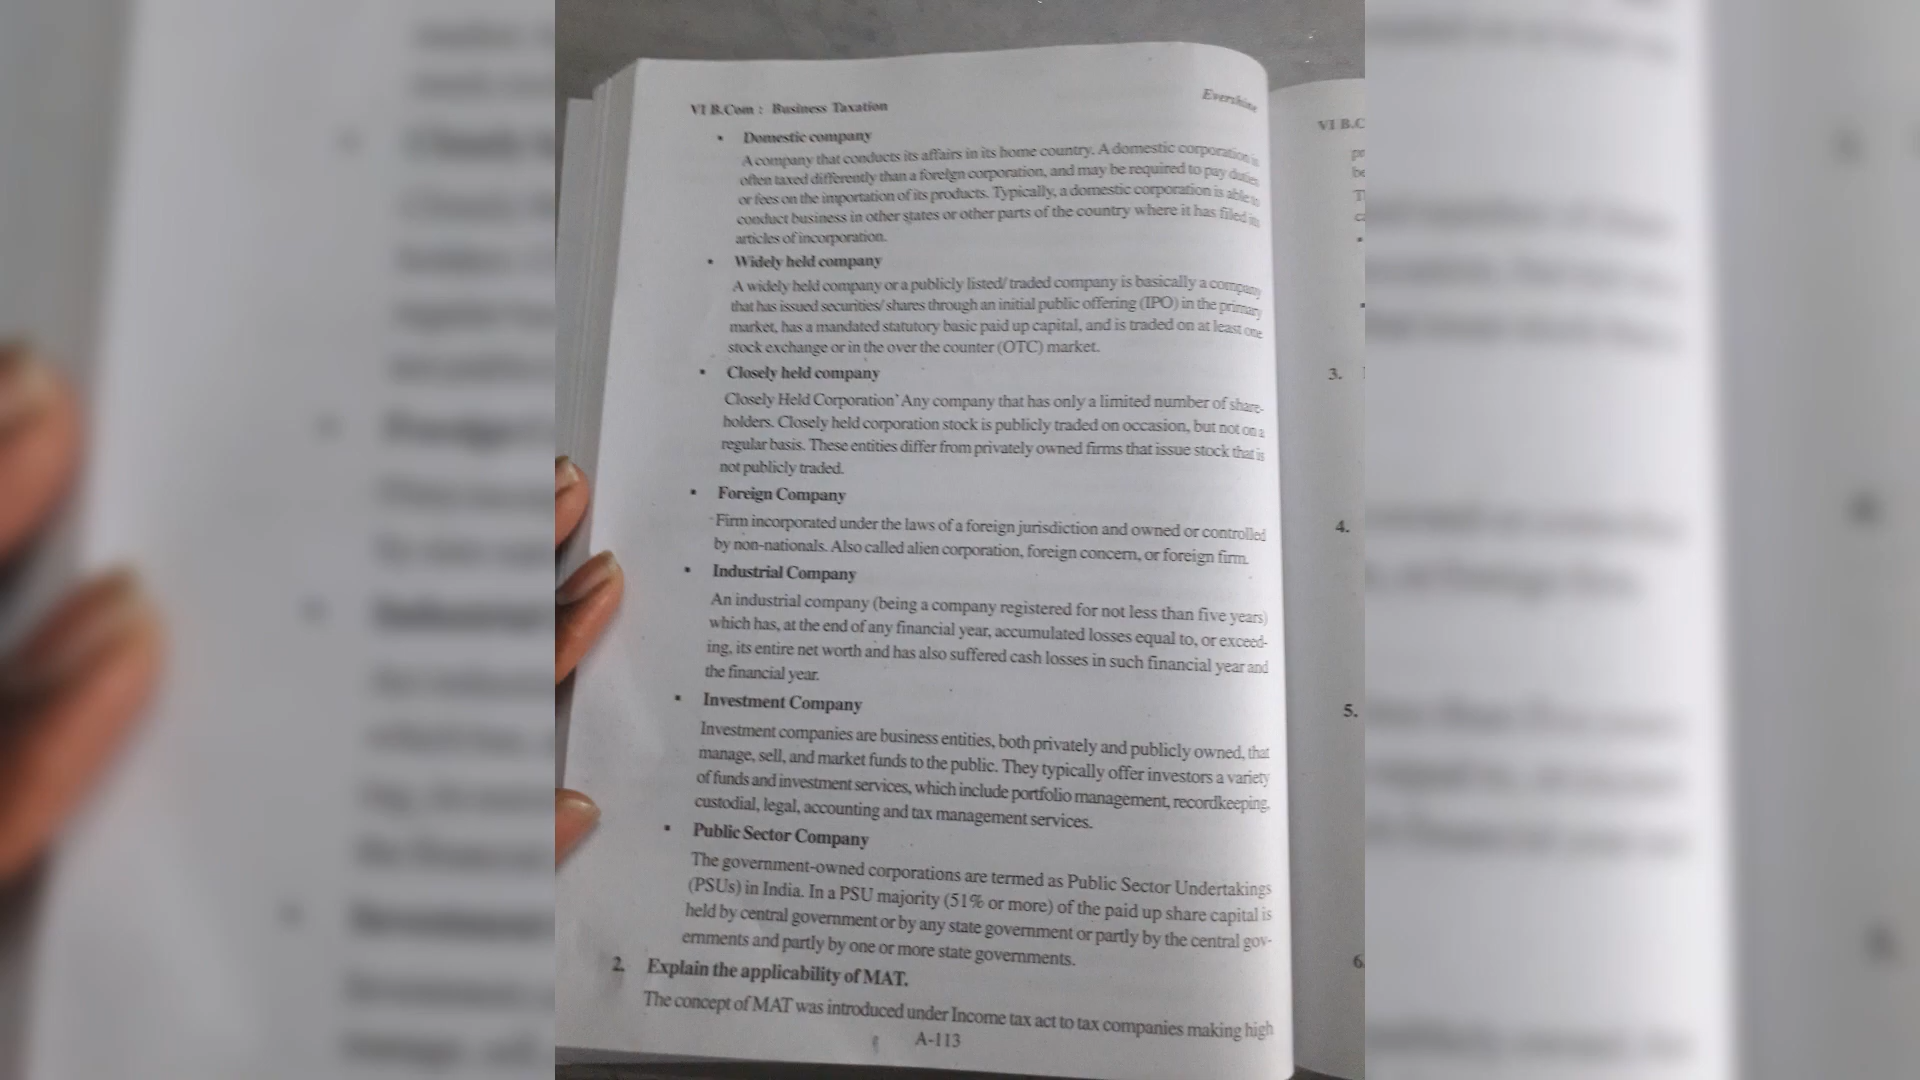 VI B.Com : Business Taxation
Evershine
• Domestic company
A company that conducts its affairs in its home country. A domestic corporation is
often taxed differently than a foreign corporation, and may be required to pay duties
or fees on the importation of its products. Typically, a domestic corporation is able to
conduct business in other states or other parts of the country where it has filed its
articles of incorporation.
• Widely held company
A widely held company or a publicly listed/ traded company is basically a company
that has issued securities/ shares through an initial public offering (IPO) in the primary
market, has a mandated statutory basic paid up capital, and is traded on at least one
stock exchange or in the over the counter (OTC) market.
• Closely held company
Closely Held Corporation' Any company that has only a limited number of share-
holders. Closely held corporation stock is publicly traded on occasion, but not on a
regular basis. These entities differ from privately owned firms that issue stock that is
not publicly traded.
• Foreign Company
Firm incorporated under the laws of a foreign jurisdiction and owned or controlled
by non-nationals. Also called alien corporation, foreign concern, or foreign firm.
• Industrial Company
An industrial company (being a company registered for not less than five years)
which has, at the end of any financial year, accumulated losses equal to, or exceed-
ing, its entire net worth and has also suffered cash losses in such financial year and
the financial year.
• Investment Company
Investment companies are business entities, both privately and publicly owned, that
manage, sell, and market funds to the public. They typically offer investors a variety
of funds and investment services, which include portfolio management, recordkeeping,
custodial, legal, accounting and tax management services.
• Public Sector Company
The government-owned corporations are termed as Public Sector Undertakings
(PSUs) in India. In a PSU majority (51% or more) of the paid up share capital is
held by central government or by any state government or partly by the central gov-
ernments and partly by one or more state governments.
2. Explain the applicability of MAT.
The concept of MAT was introduced under Income tax act to tax companies making high
A-113
VI B.C
3.
4.
5.
6.